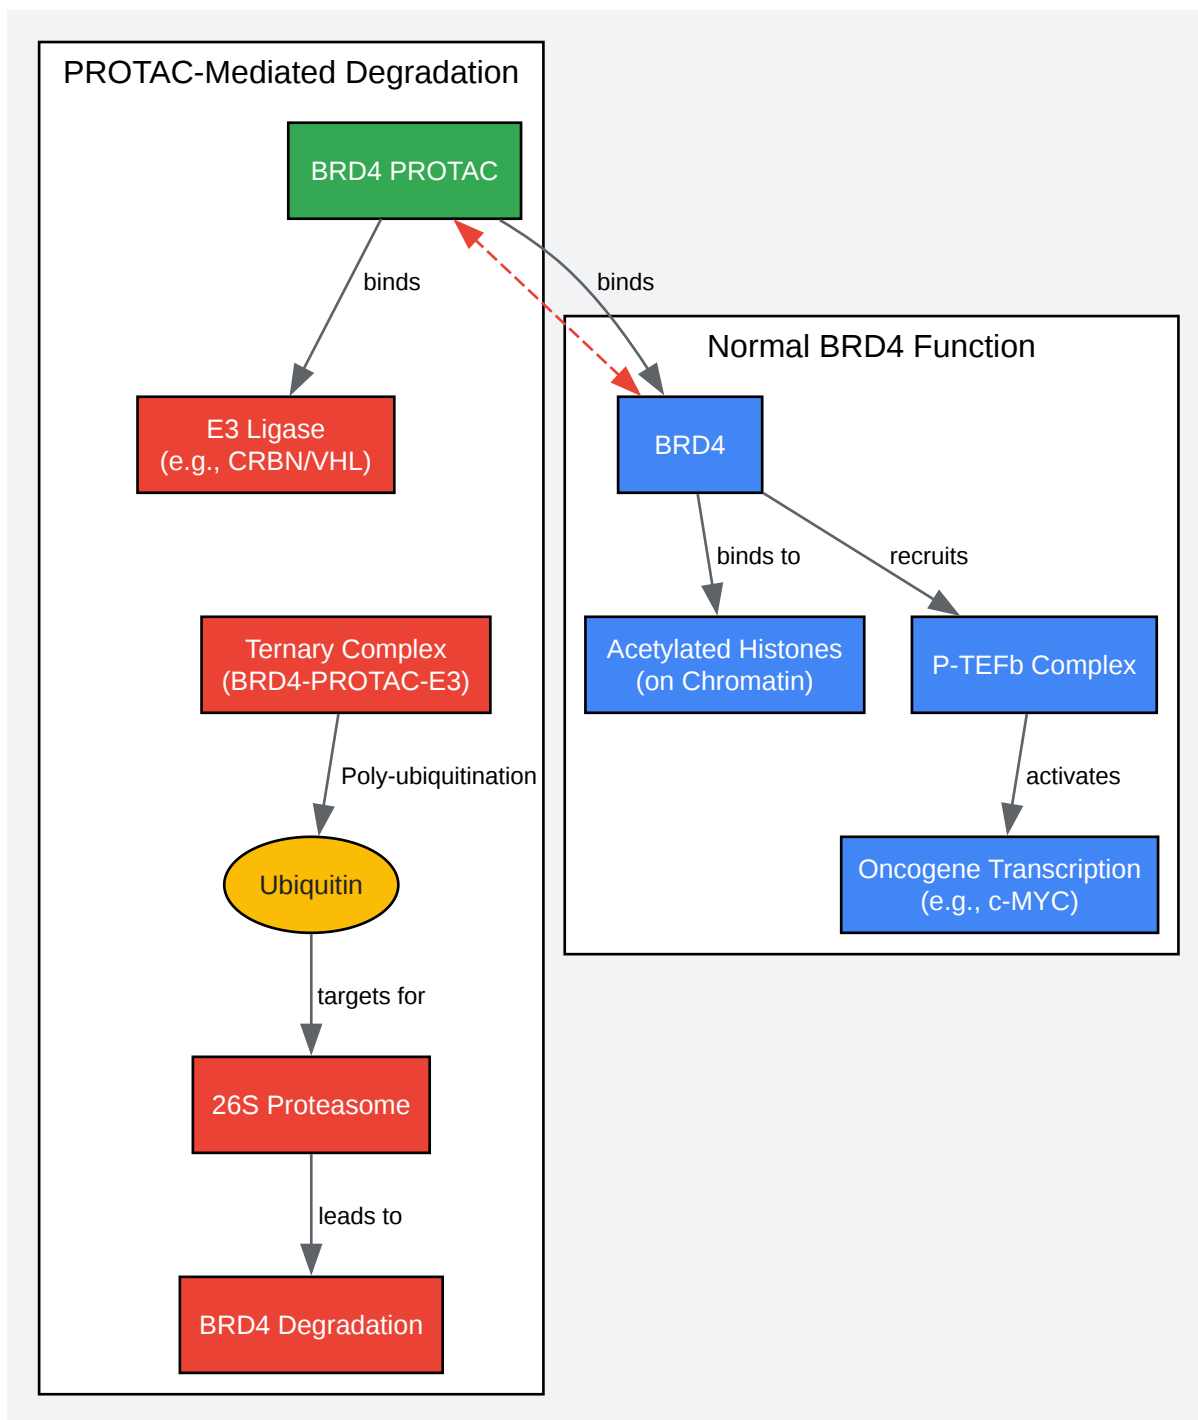 PROTAC-Mediated Degradation
BRD4 PROTAC
binds
binds
E3 Ligase
(e.g., CRBN/VHL)
Ternary Complex
(BRD4-PROTAC-E3)
Poly-ubiquitination
Ubiquitin
targets for
26S Proteasome
leads to
BRD4 Degradation
Normal BRD4 Function
BRD4
binds to
recruits
Acetylated Histones
(on Chromatin)
P-TEFb Complex
activates
Oncogene Transcription
(e.g., c-MYC)